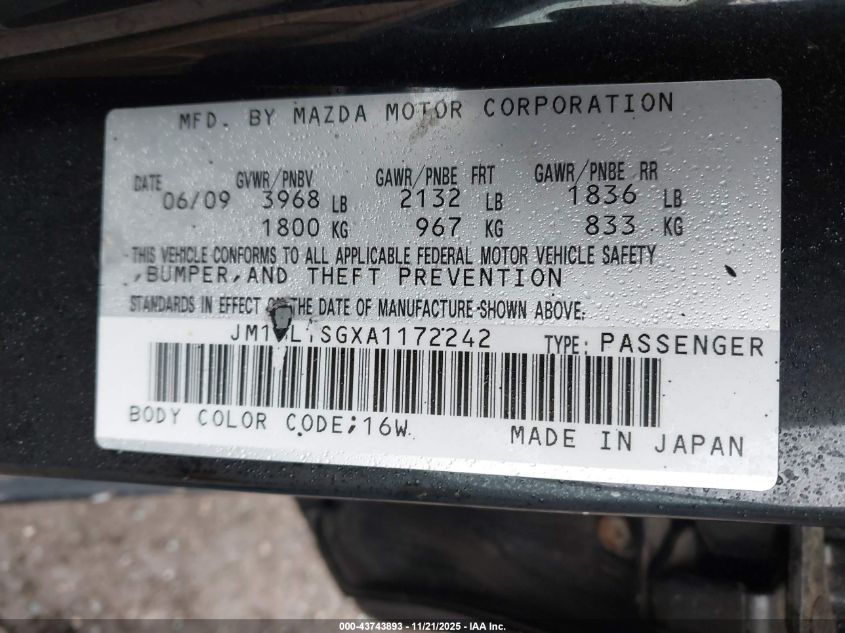 MFD. BY MAZDA MOTOR CORPORATION
DATE GVWR/PNBV GAWR/PNBE FRT GAWR/PNBE RR
06/09 3968 LB 2132 LB 1836 LB
1800 KG 967 KG 833 KG
THIS VEHICLE CONFORMS TO ALL APPLICABLE FEDERAL MOTOR VEHICLE SAFETY
,BUMPER,AND THEFT PREVENTION
STANDARDS IN EFFECT THE DATE OF MANUFACTURE SHOWN ABOVE.
TYPE: PASSENGER
BODY COLOR CODE;16W
MADE IN JAPAN
000-43743893 - 11/21/2025 - IAA Inc.